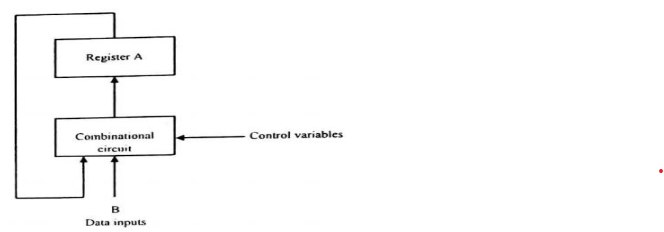 Register A
Combinational
circuit
Control variables
B
Data inputs